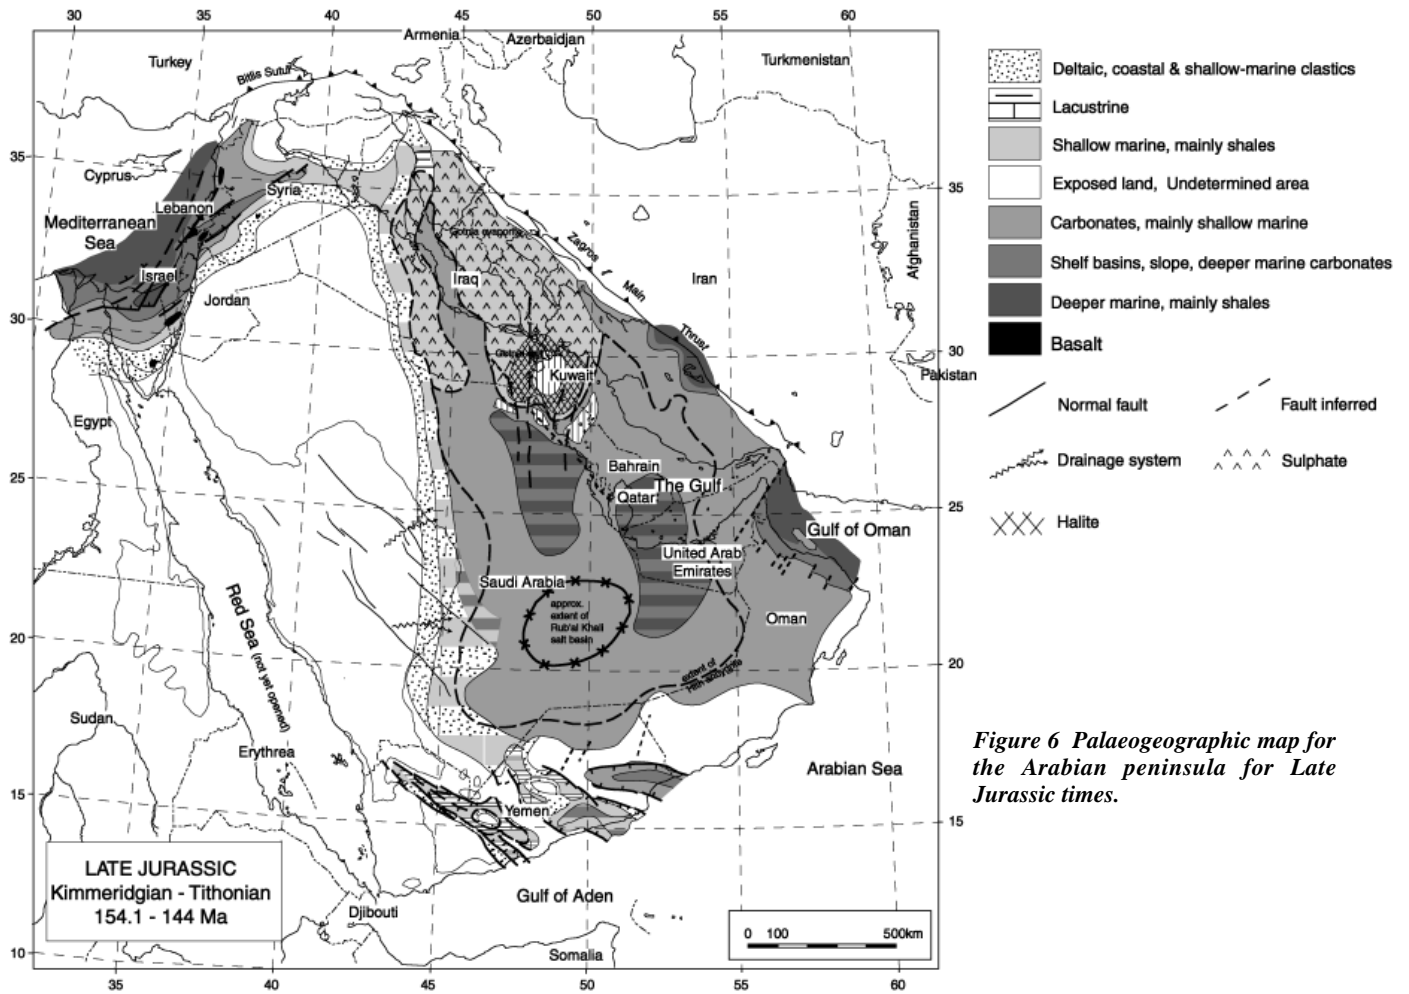 30 35 40 45 50 55 60
Armenia
Azerbaijan
Turkey
Turkmenistan
Bitlis Sutur
35
Cyprus
Syria
35
Lebanon
Mediterranean
Sea
Afghanistan
Zagros
Israel
Iraq
Main
Iran
Jordan
30
Thrust
30
Kuwait
Pakistan
Egypt
25
Bahrain
The Gulf
Qatar
25
Gulf of Oman
United Arab
Emirates
Saudi Arabia
approx.
extent of
Rub'al Khali
salt basin
Red Sea (not yet opened)
Oman
20
extent of
Hith anhydrite
20
Sudan
Erythrea
Arabian Sea
15
Yemen
15
LATE JURASSIC
Kimmeridgian - Tithonian
154.1 - 144 Ma
Gulf of Aden
Djibouti
0 100 500km
10
Somalia
35 40 45 50 55 60
Deltaic, coastal & shallow-marine clastics
Lacustrine
Shallow marine, mainly shales
Exposed land, Undetermined area
Carbonates, mainly shallow marine
Shelf basins, slope, deeper marine carbonates
Deeper marine, mainly shales
Basalt
Normal fault
Fault inferred
Drainage system
Sulphate
Halite
Figure 6 Palaeogeographic map for
the Arabian peninsula for Late
Jurassic times.